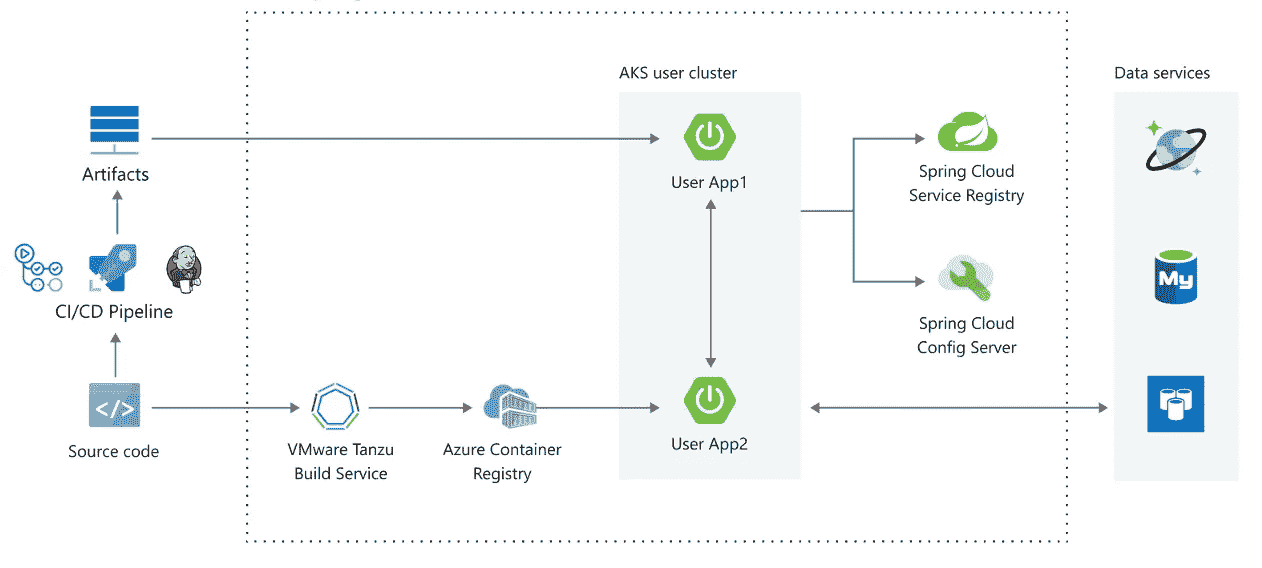 AKS user cluster
Data services
Artifacts
User App1
Spring Cloud
Service Registry
CI/CD Pipeline
My
Spring Cloud
Config Server
</>
Source code
VMware Tanzu
Build Service
Azure Container
Registry
User App2